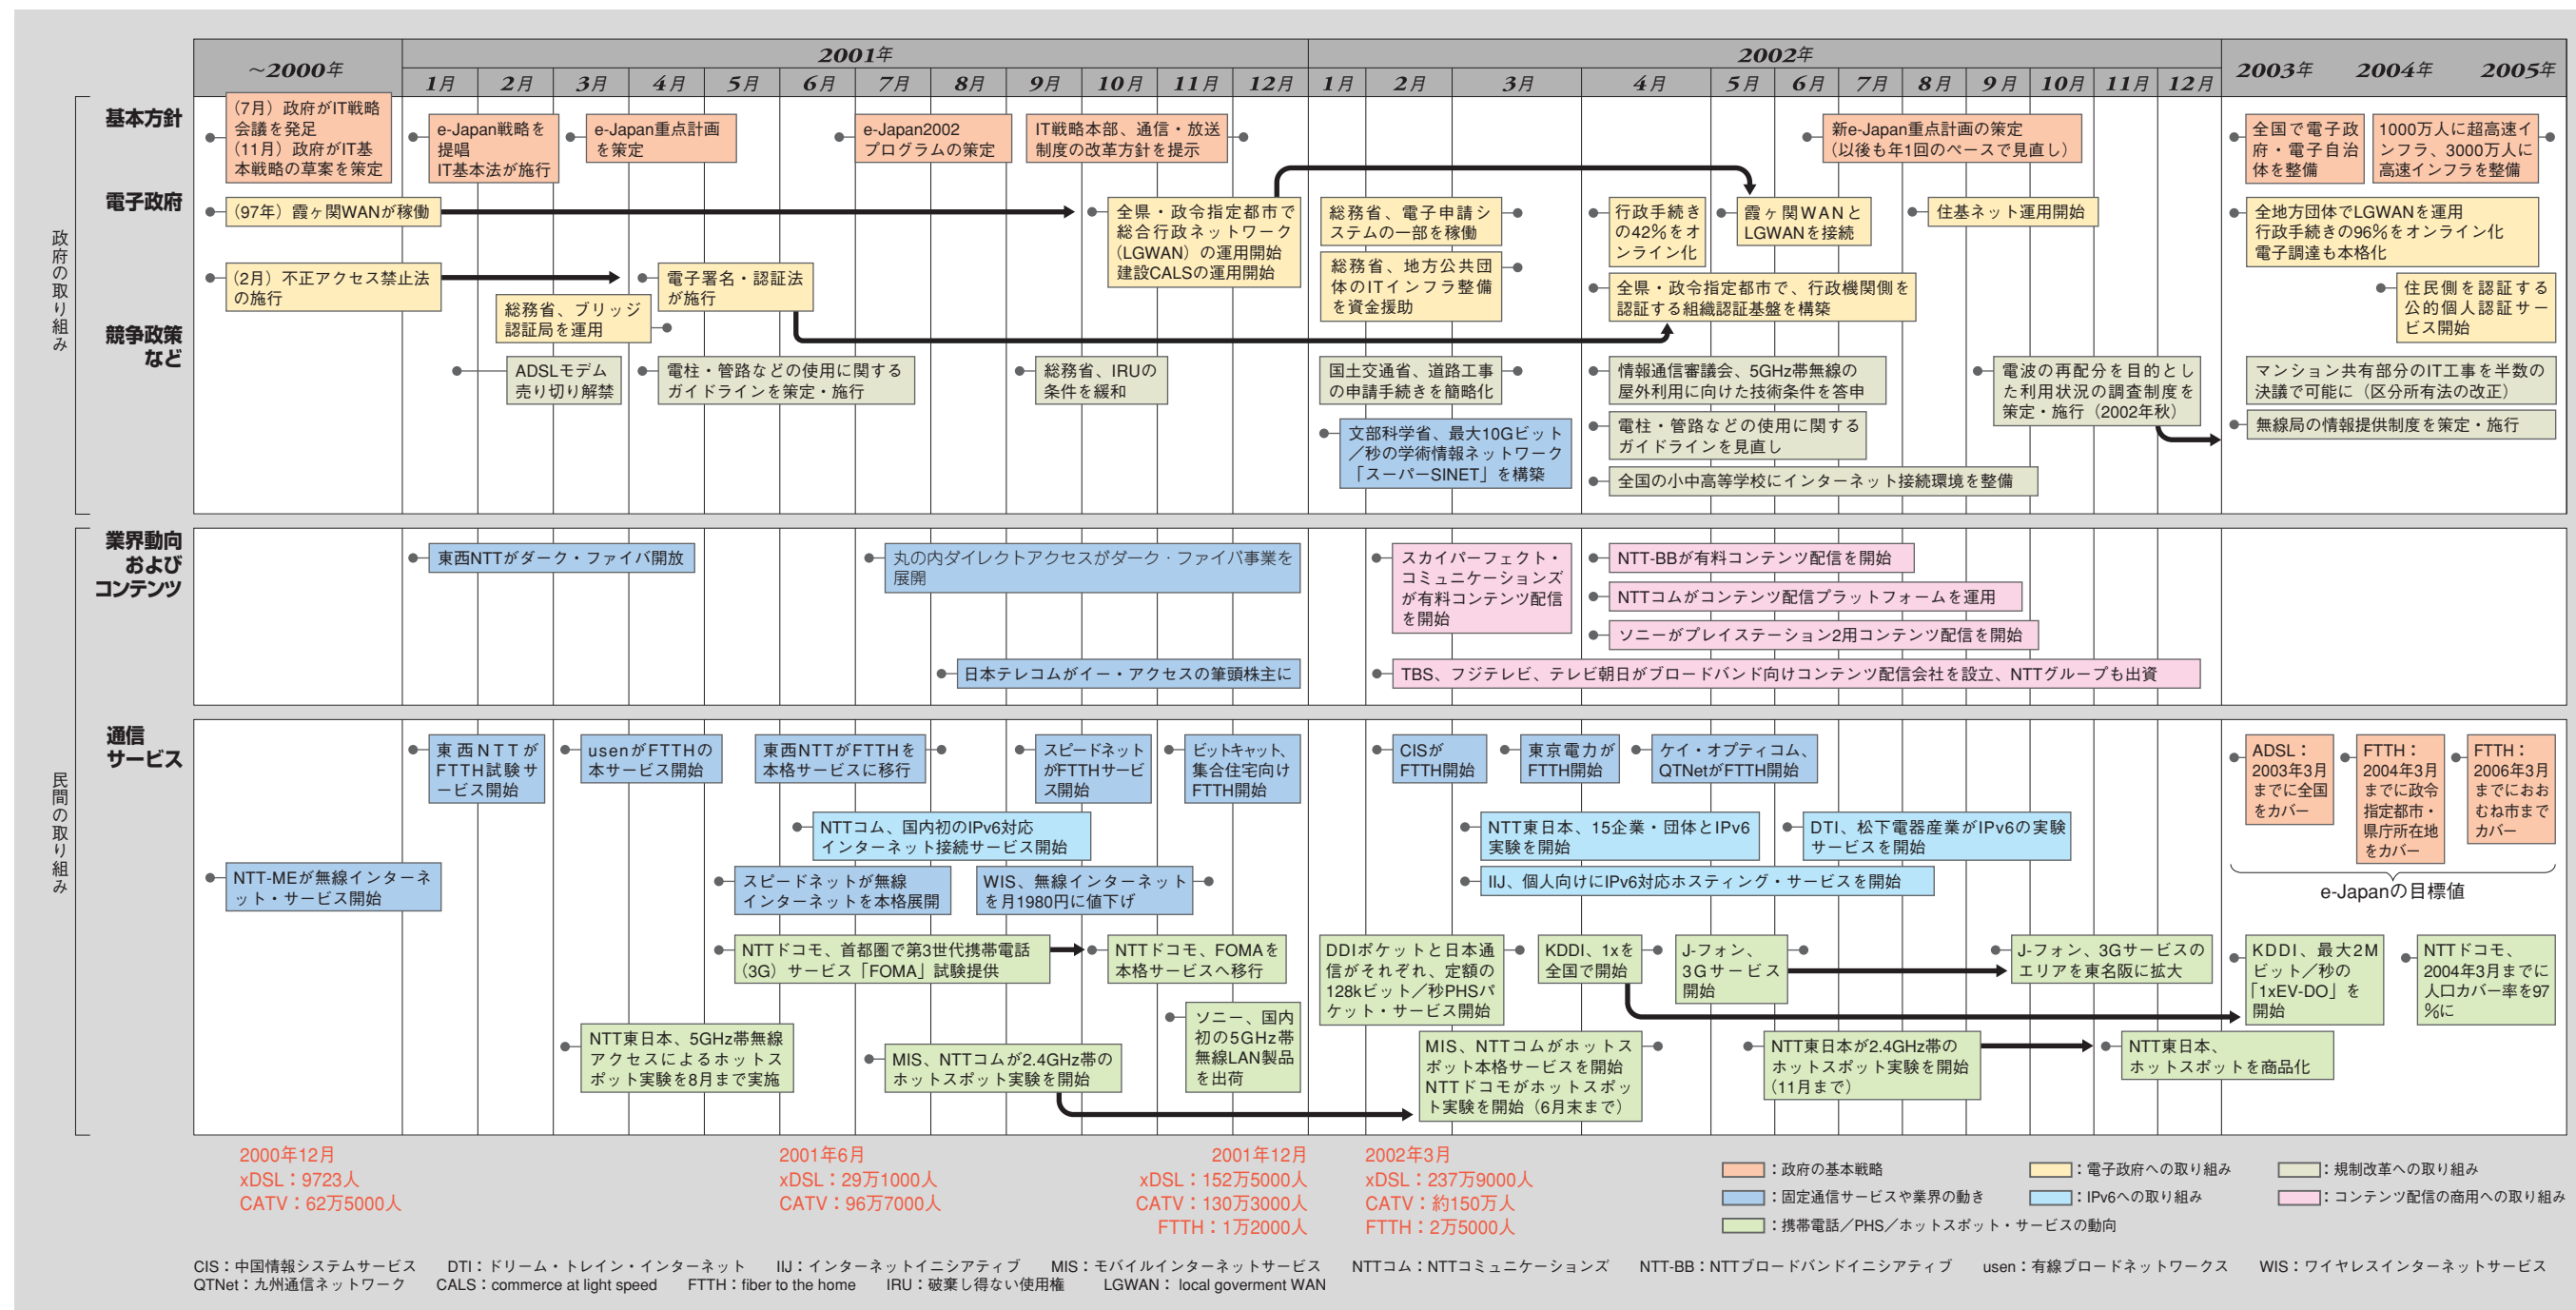 ~2000年
2001年
2002年
2003年 2004年 2005年
1月 2月 3月 4月 5月 6月 7月 8月 9月 10月 11月 12月
1月 2月 3月 4月 5月 6月 7月 8月 9月 10月 11月 12月
政府の取り組み
基本方針
(7月) 政府がIT戦略
会議を発足
(11月) 政府がIT基
本戦略の草案を策定
e-Japan戦略を
提唱
IT基本法が施行
e-Japan重点計画
を策定
e-Japan2002
プログラムの策定
IT戦略本部、通信・放送
制度の改革方針を提示
新e-Japan重点計画の策定
(以後も年1回のペースで見直し)
全国で電子政
府・電子自治
体を整備
1000万人に超高速イ
ンフラ、3000万人に
高速インフラを整備
電子政府
(97年) 霞ヶ関WANが稼働
全県・政令指定都市で
総合行政ネットワーク
(LGWAN) の運用開始
建設CALSの運用開始
総務省、電子申請シ
ステムの一部を稼働
行政手続き
の42%をオ
ンライン化
霞ヶ関WANと
LGWANを接続
住基ネット運用開始
全地方団体でLGWANを運用
行政手続きの96%をオンライン化
電子調達も本格化
(2月) 不正アクセス禁止法
の施行
総務省、ブリッジ
認証局を運用
電子署名・認証法
が施行
総務省、地方公共団
体のITインフラ整備
を資金援助
全県・政令指定都市で、行政機関側を
認証する組織認証基盤を構築
住民側を認証する
公的個人認証サー
ビス開始
競争政策
など
ADSLモデム
売り切り解禁
電柱・管路などの使用に関する
ガイドラインを策定・施行
総務省、IRUの
条件を緩和
国土交通省、道路工事
の申請手続きを簡略化
情報通信審議会、5GHz帯無線の
屋外利用に向けた技術条件を答申
電波の再配分を目的とし
た利用状況の調査制度を
策定・施行(2002年秋)
マンション共有部分のIT工事を半数の
決議で可能に(区分所有法の改正)
文部科学省、最大10Gビット
/秒の学術情報ネットワーク
「スーパーSINET」を構築
電柱・管路などの使用に関する
ガイドラインを見直し
無線局の情報提供制度を策定・施行
全国の小中高等学校にインターネット接続環境を整備
民間の取り組み
業界動向
および
コンテンツ
東西NTTがダーク・ファイバ開放
丸の内ダイレクトアクセスがダーク・ファイバ事業を
展開
スカイパーフェクト・
コミュニケーションズ
が有料コンテンツ配信
を開始
NTT-BBが有料コンテンツ配信を開始
NTTコムがコンテンツ配信プラットフォームを運用
ソニーがプレイステーション2用コンテンツ配信を開始
日本テレコムがイー・アクセスの筆頭株主に
TBS、フジテレビ、テレビ朝日がブロードバンド向けコンテンツ配信会社を設立、NTTグループも出資
通信
サービス
東西NTTが
FTTH試験サ
ービス開始
usenがFTTHの
本サービス開始
東西NTTがFTTHを
本格サービスに移行
スピードネット
がFTTHサービ
ス開始
ビットキャット、
集合住宅向け
FTTH開始
CISが
FTTH開始
東京電力が
FTTH開始
ケイ・オプティコム、
QTNetがFTTH開始
ADSL:
2003年3月
までに全国
をカバー
FTTH:
2004年3月
までに政令
指定都市・
県庁所在地
をカバー
FTTH:
2006年3月
までにおお
むね市まで
カバー
e-Japanの目標値
NTTコム、国内初のIPv6対応
インターネット接続サービス開始
NTT東日本、15企業・団体とIPv6
実験を開始
DTI、松下電器産業がIPv6の実験
サービスを開始
NTT-MEが無線インターネ
ット・サービス開始
スピードネットが無線
インターネットを本格展開
WIS、無線インターネット
を月1980円に値下げ
IIJ、個人向けにIPv6対応ホスティング・サービスを開始
NTTドコモ、首都圏で第3世代携帯電話
(3G) サービス「FOMA」試験提供
NTTドコモ、FOMAを
本格サービスへ移行
DDIポケットと日本通
信がそれぞれ、定額の
128kビット/秒PHSパ
ケット・サービス開始
KDDI、1xを
全国で開始
J-フォン、
3Gサービス
開始
J-フォン、3Gサービスの
エリアを東名阪に拡大
KDDI、最大2M
ビット/秒の
「1xEV-DO」を
開始
NTTドコモ、
2004年3月までに
人口カバー率を97
%に
NTT東日本、5GHz帯無線
アクセスによるホットス
ポット実験を8月まで実施
MIS、NTTコムが2.4GHz帯の
ホットスポット実験を開始
ソニー、国内
初の5GHz帯
無線LAN製品
を出荷
MIS、NTTコムがホットス
ポット本格サービスを開始
NTTドコモがホットスポッ
ト実験を開始(6月末まで)
NTT東日本が2.4GHz帯の
ホットスポット実験を開始
(11月まで)
NTT東日本、
ホットスポットを商品化
2000年12月
xDSL:9723人
CATV:62万5000人
2001年6月
xDSL:29万1000人
CATV:96万7000人
2001年12月
xDSL:152万5000人
CATV:130万3000人
FTTH:1万2000人
2002年3月
xDSL:237万9000人
CATV:約150万人
FTTH:2万5000人
:政府の基本戦略
:電子政府への取り組み
:規制改革への取り組み
:固定通信サービスや業界の動き
:IPv6への取り組み
:コンテンツ配信の商用への取り組み
:携帯電話/PHS/ホットスポット・サービスの動向
CIS:中国情報システムサービス DTI:ドリーム・トレイン・インターネット IIJ:インターネットイニシアティブ MIS:モバイルインターネットサービス NTTコム:NTTコミュニケーションズ NTT-BB:NTTブロードバンドイニシアティブ usen:有線ブロードネットワークス WIS:ワイヤレスインターネットサービス
QTNet:九州通信ネットワーク CALS:commerce at light speed FTTH:fiber to the home IRU:破棄し得ない使用権 LGWAN: local goverment WAN